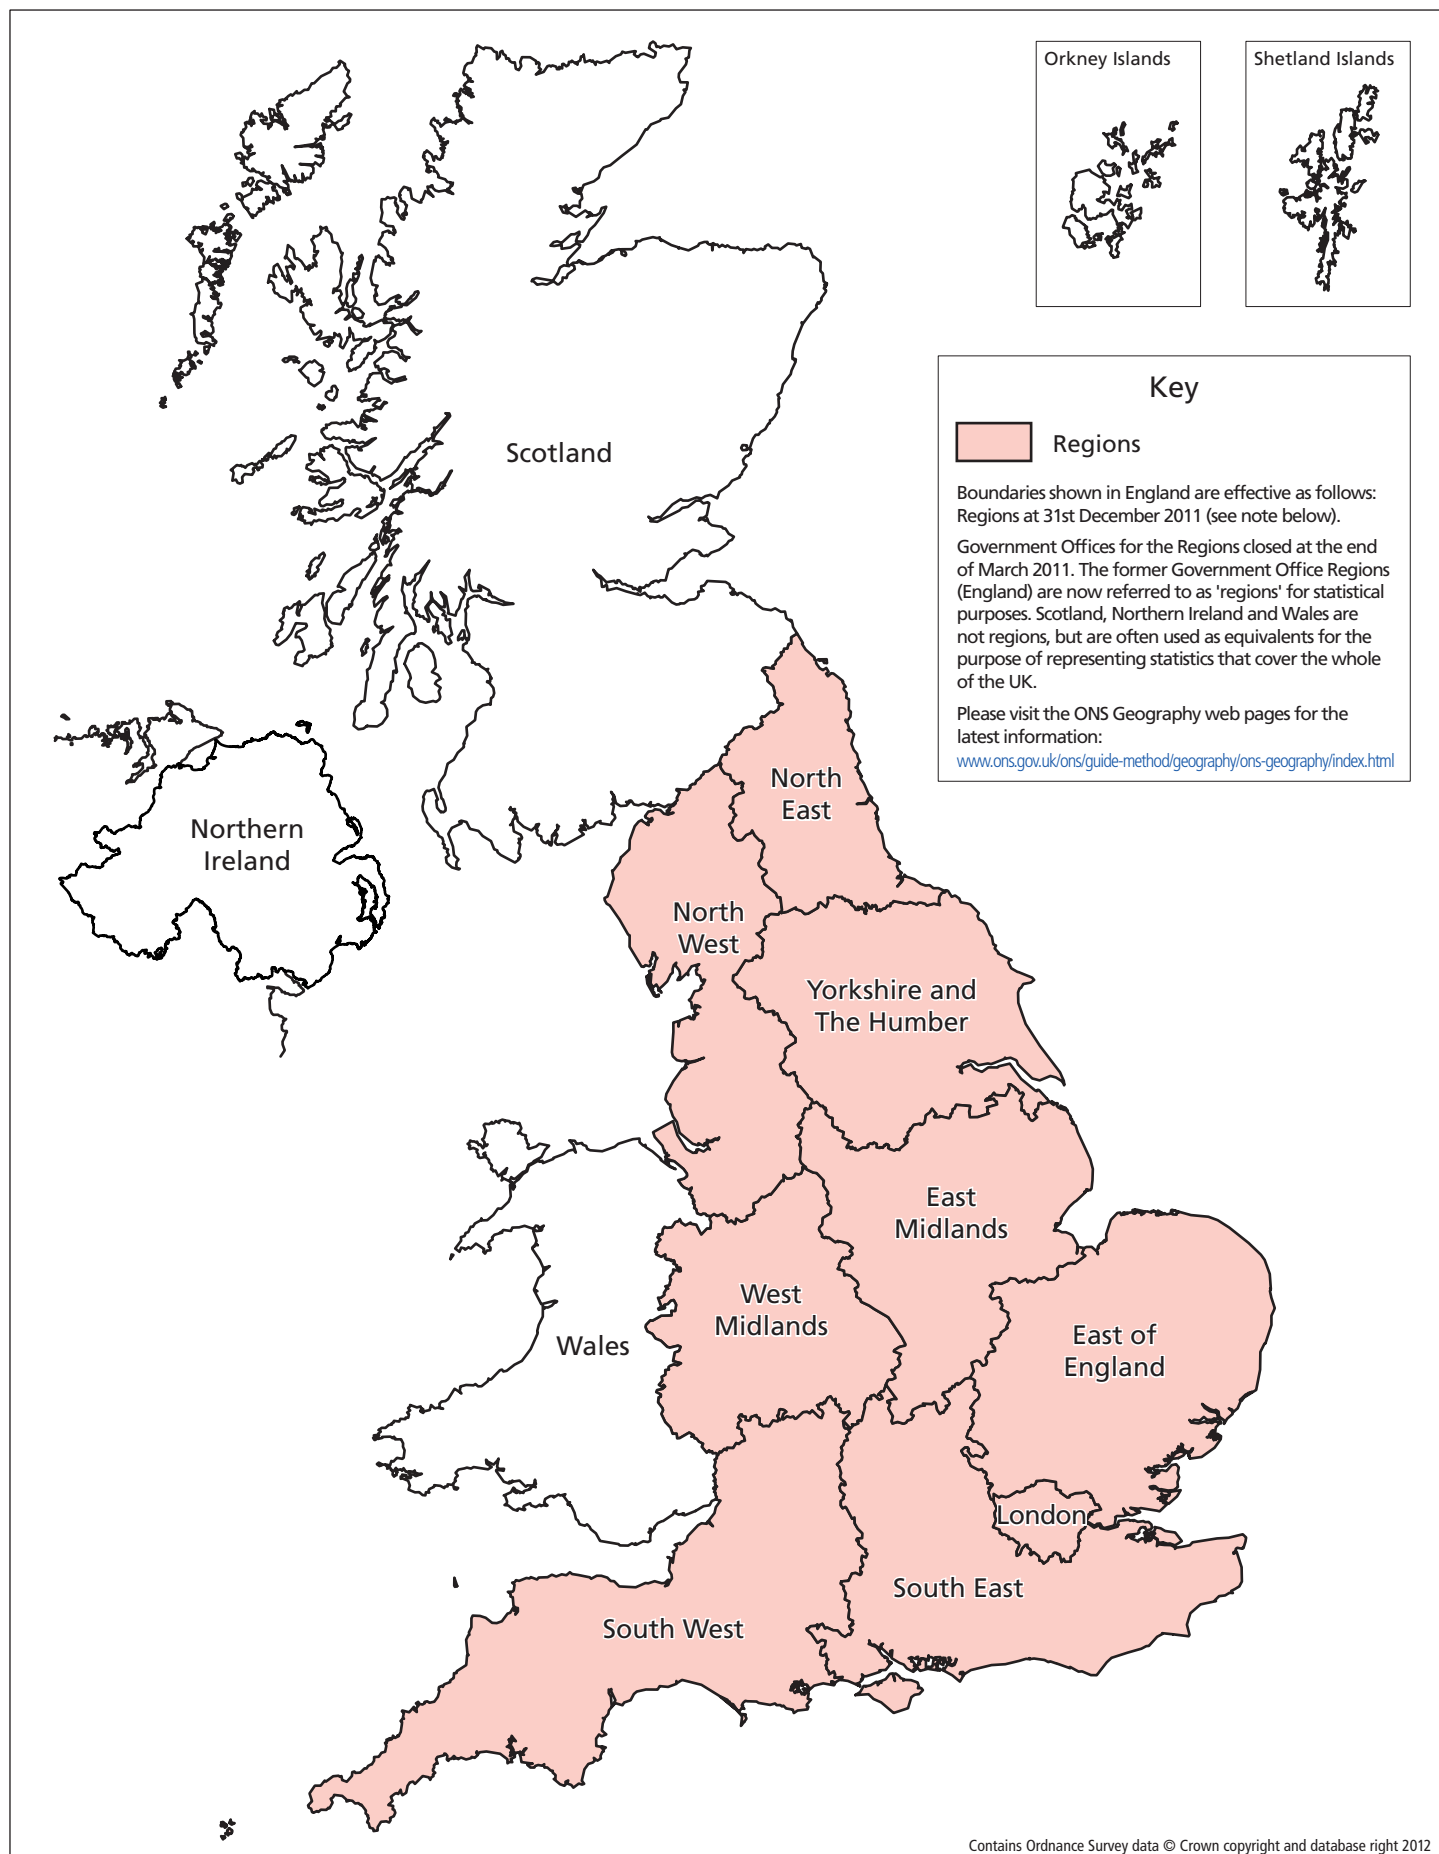 Orkney Islands
Shetland Islands
Key
Regions
Boundaries shown in England are effective as follows:
Regions at 31st December 2011 (see note below).
Government Offices for the Regions closed at the end
of March 2011. The former Government Office Regions
(England) are now referred to as 'regions' for statistical
purposes. Scotland, Northern Ireland and Wales are
not regions, but are often used as equivalents for the
purpose of representing statistics that cover the whole
of the UK.
Please visit the ONS Geography web pages for the
latest information:
www.ons.gov.uk/ons/guide-method/geography/ons-geography/index.html
Scotland
North
East
Northern
Ireland
North
West
Yorkshire and
The Humber
East
Midlands
West
Midlands
East of
England
Wales
London
South East
South West
Contains Ordnance Survey data © Crown copyright and database right 2012